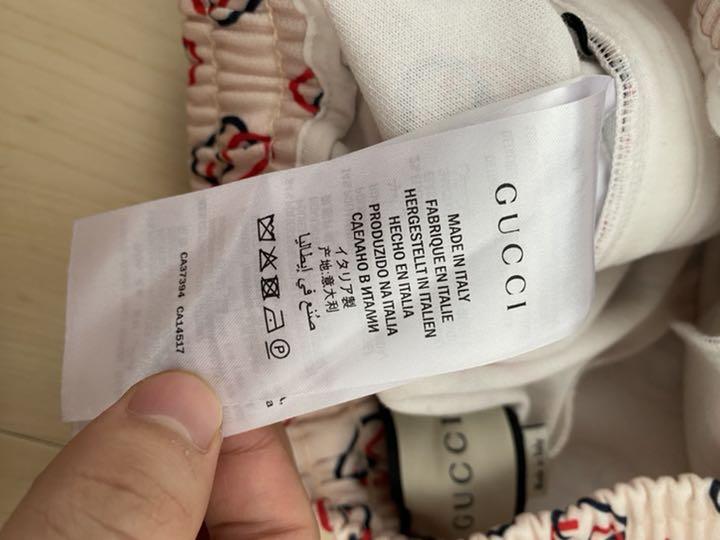 GUCCI
MADE IN ITALY
FABRIQUE EN ITALIE
HERGESTELLT IN ITALIEN
HECHO EN ITALIA
PRODUZIDO NA ITALIA
СДЕЛАНО В ИТАЛИИ
イタリア製
产地:意大利
صنع في إيطاليا
P
CA37394 CA14517
GUCCI